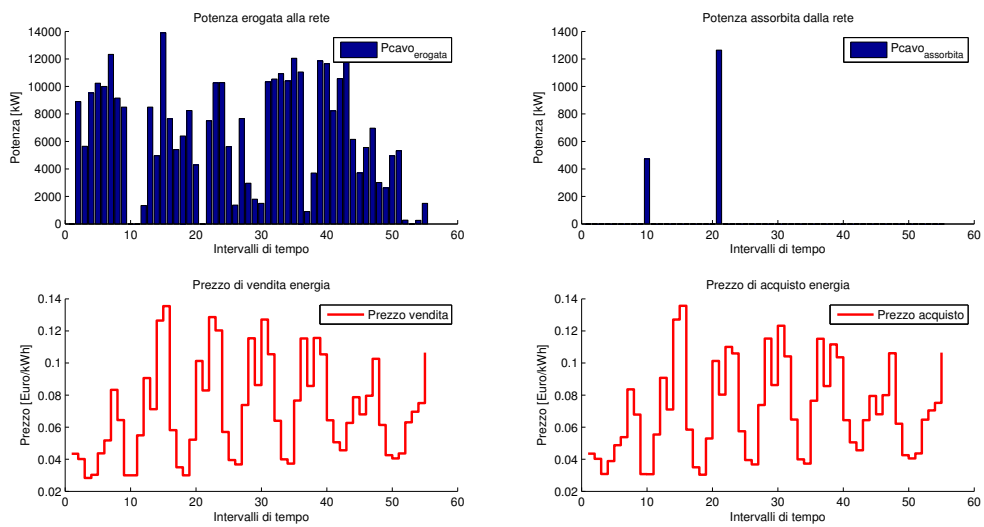 Potenza erogata alla rete
Potenza [kW]
14000
12000
10000
8000
6000
4000
2000
0
Pcavo erogata
0 10 20 30 40 50 60
Intervalli di tempo
Potenza assorbita dalla rete
Potenza [kW]
1400
1200
1000
800
600
400
200
0
Pcavo assorbita
0 10 20 30 40 50 60
Intervalli di tempo
Prezzo di vendita energia
Prezzo [Euro/kWh]
0.14
0.12
0.1
0.08
0.06
0.04
0.02
Prezzo vendita
0 10 20 30 40 50 60
Intervalli di tempo
Prezzo di acquisto energia
Prezzo [Euro/kWh]
0.14
0.12
0.1
0.08
0.06
0.04
0.02
Prezzo acquisto
0 10 20 30 40 50 60
Intervalli di tempo